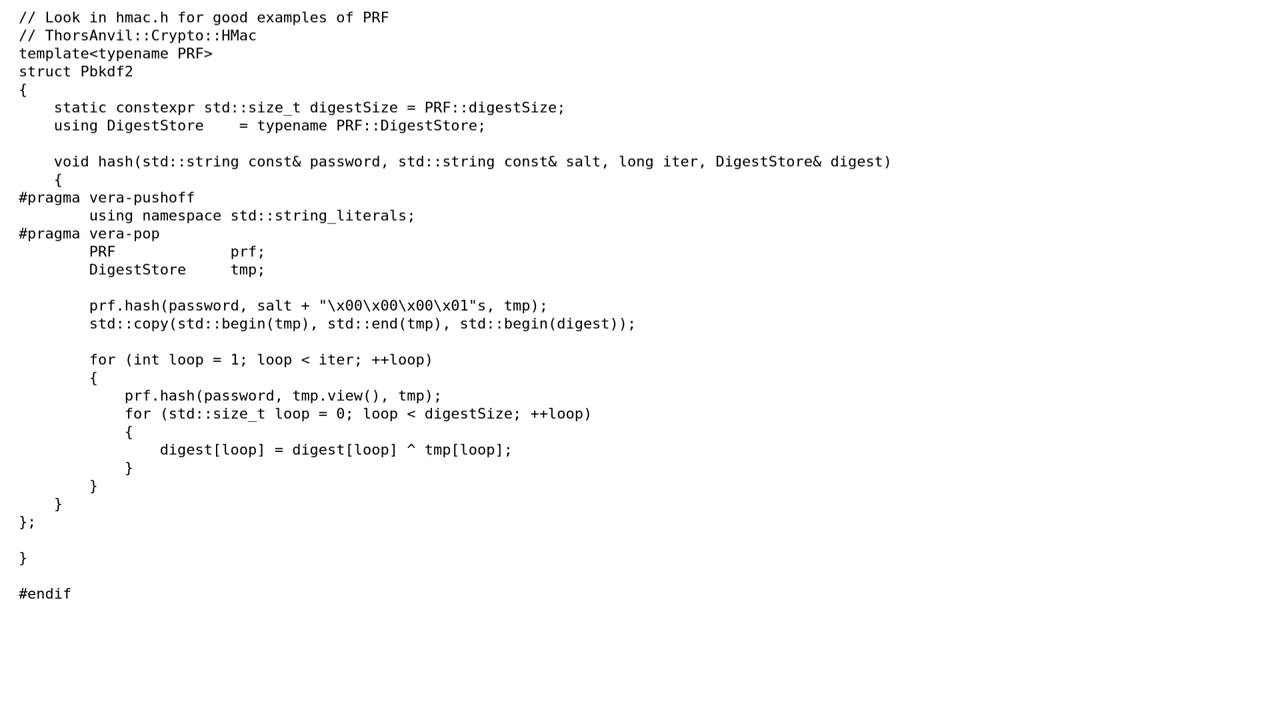 // Look in hmac.h for good examples of PRF
// ThorsAnvil::Crypto::HMac
template<typename PRF>
struct Pbkdf2
{
    static constexpr std::size_t digestSize = PRF::digestSize;
    using DigestStore    = typename PRF::DigestStore;

    void hash(std::string const& password, std::string const& salt, long iter, DigestStore& digest)
    {
#pragma vera-pushoff
        using namespace std::string_literals;
#pragma vera-pop
        PRF             prf;
        DigestStore     tmp;

        prf.hash(password, salt + "\x00\x00\x00\x01"s, tmp);
        std::copy(std::begin(tmp), std::end(tmp), std::begin(digest));

        for (int loop = 1; loop < iter; ++loop)
        {
            prf.hash(password, tmp.view(), tmp);
            for (std::size_t loop = 0; loop < digestSize; ++loop)
            {
                digest[loop] = digest[loop] ^ tmp[loop];
            }
        }
    }
};

}

#endif